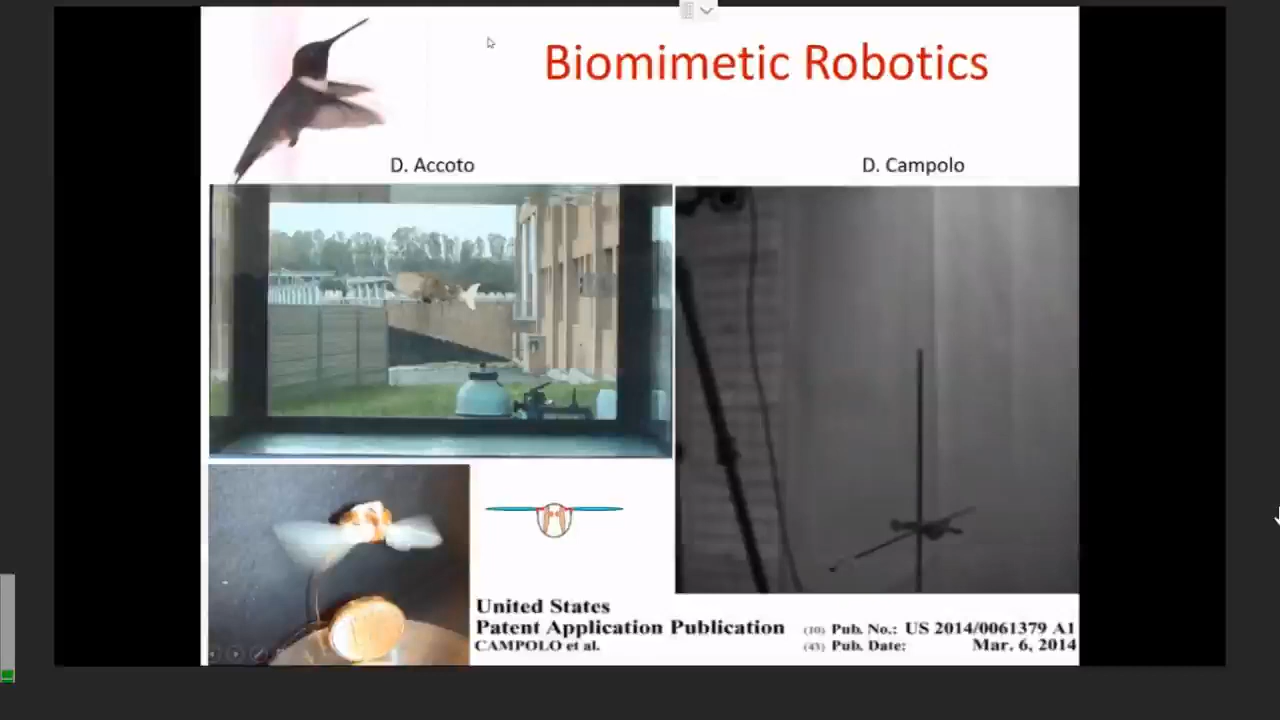 Biomimetic Robotics
D. Accoto
D. Campolo
United States
Patent Application Publication
CAMPOLO et al.
(10) Pub. No.: US 2014/0061379 A1
(43) Pub. Date: Mar. 6, 2014